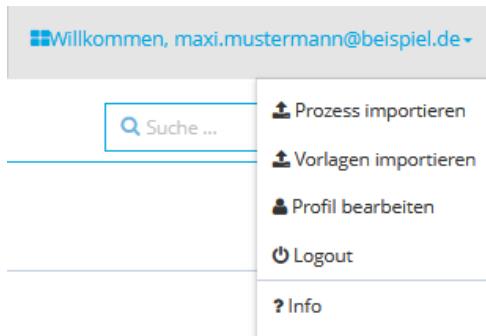 Willkommen, maxi.mustermann@beispiel.de
Suche ...
Prozess importieren
Vorlagen importieren
Profil bearbeiten
Logout
? Info